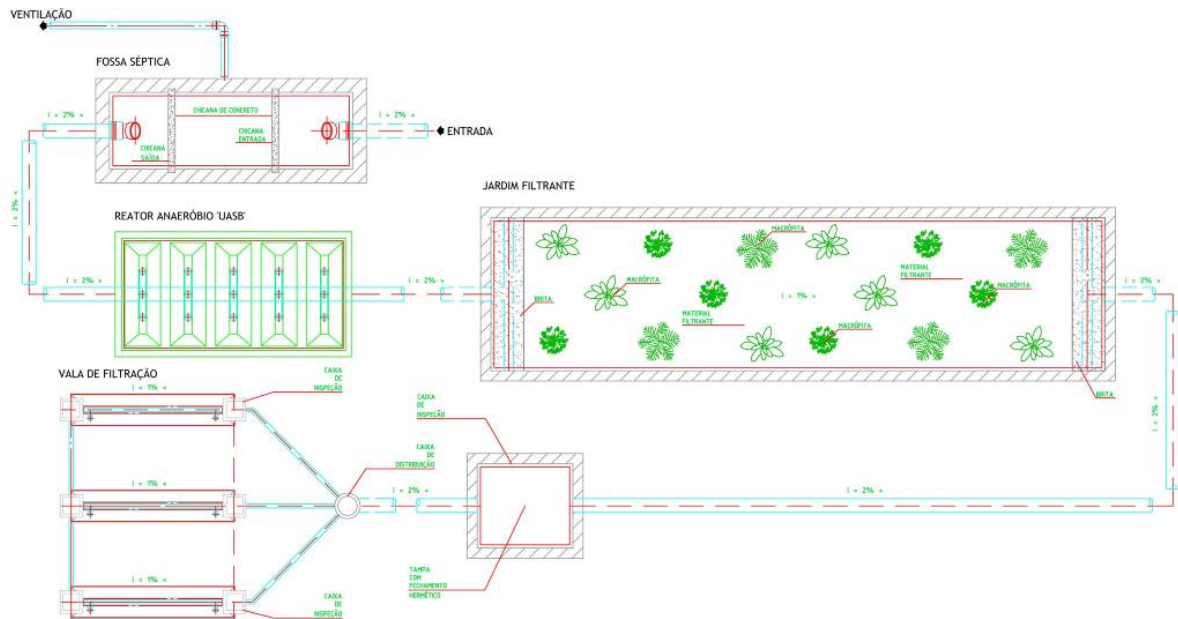 VENTILAÇÃO
FOSSA SÉPTICA
i = 2% <
CHICANA DE CONCRETO
i = 2% <
ENTRADA
CHICANA
ENTRADA
CHICANA
SAÍDA
i = 2% <
REATOR ANAERÓBIO 'UASB'
i = 2% >
i = 2% >
JARDIM FILTRANTE
MACRÓFITA
MATERIAL
FILTRANTE
MACRÓFITA
MACRÓFITA
BRITA
i = 1% >
MATERIAL
FILTRANTE
MACRÓFITA
i = 2% >
BRITA
i = 2% >
VALA DE FILTRAÇÃO
i = 1% <
CAIXA
DE
INSPEÇÃO
CAIXA
DE
INSPEÇÃO
CAIXA
DE
DISTRIBUIÇÃO
i = 1% <
i = 2% <
i = 2% <
TAMPA
COM
FECHAMENTO
HERMÉTICO
i = 1% <
CAIXA
DE
INSPEÇÃO